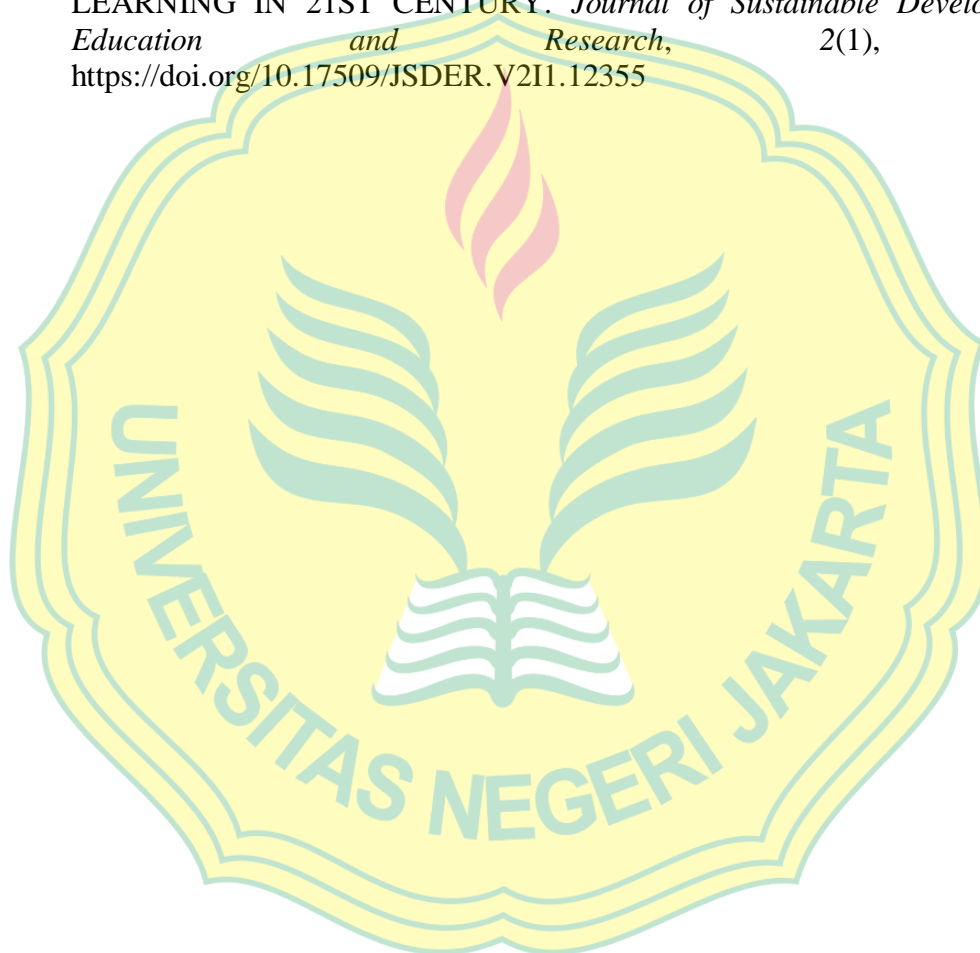 LEARNING IN 21ST CENTURY. Journal of Sustainable Develo
Education and Research, 2(1),
https://doi.org/10.17509/JSDER.V2I1.12355
UNIVERSITAS NEGERI JAKARTA